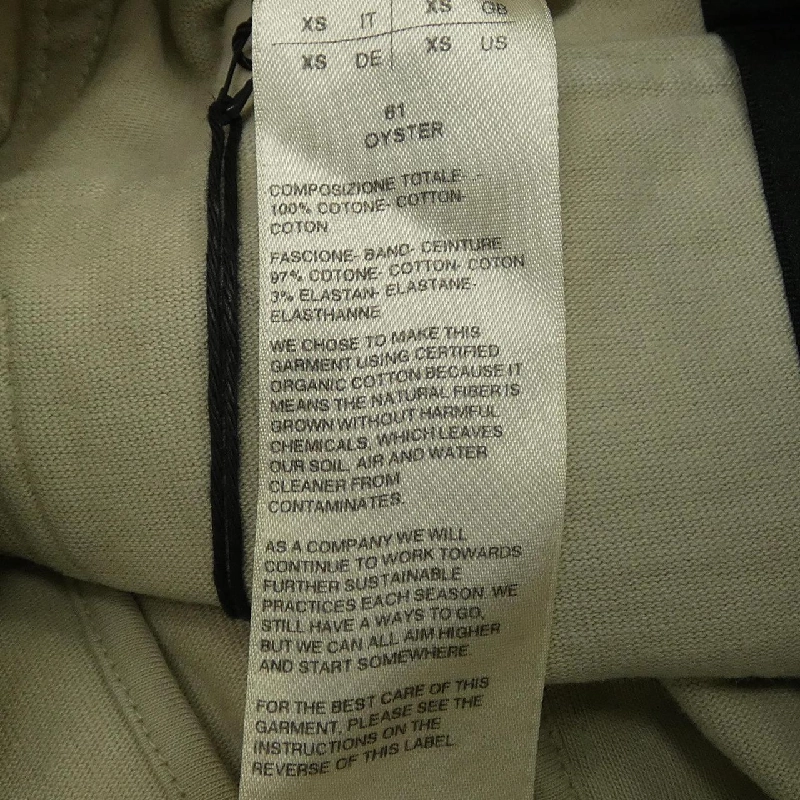 XS IT XS GB
XS DE XS US
61
OYSTER
COMPOSIZIONE TOTALE- -
100% COTONE- COTTON-
COTON
FASCIONE- BAND- CEINTURE
97% COTONE- COTTON- COTON
3% ELASTAN- ELASTANE-
ELASTHANNE
WE CHOSE TO MAKE THIS
GARMENT USING CERTIFIED
ORGANIC COTTON BECAUSE IT
MEANS THE NATURAL FIBER IS
GROWN WITHOUT HARMFUL
CHEMICALS, WHICH LEAVES
OUR SOIL, AIR AND WATER
CLEANER FROM
CONTAMINATES.
AS A COMPANY WE WILL
CONTINUE TO WORK TOWARDS
FURTHER SUSTAINABLE
PRACTICES EACH SEASON. WE
STILL HAVE A WAYS TO GO,
BUT WE CAN ALL AIM HIGHER
AND START SOMEWHERE
FOR THE BEST CARE OF THIS
GARMENT, PLEASE SEE THE
INSTRUCTIONS ON THE
REVERSE OF THIS LABEL